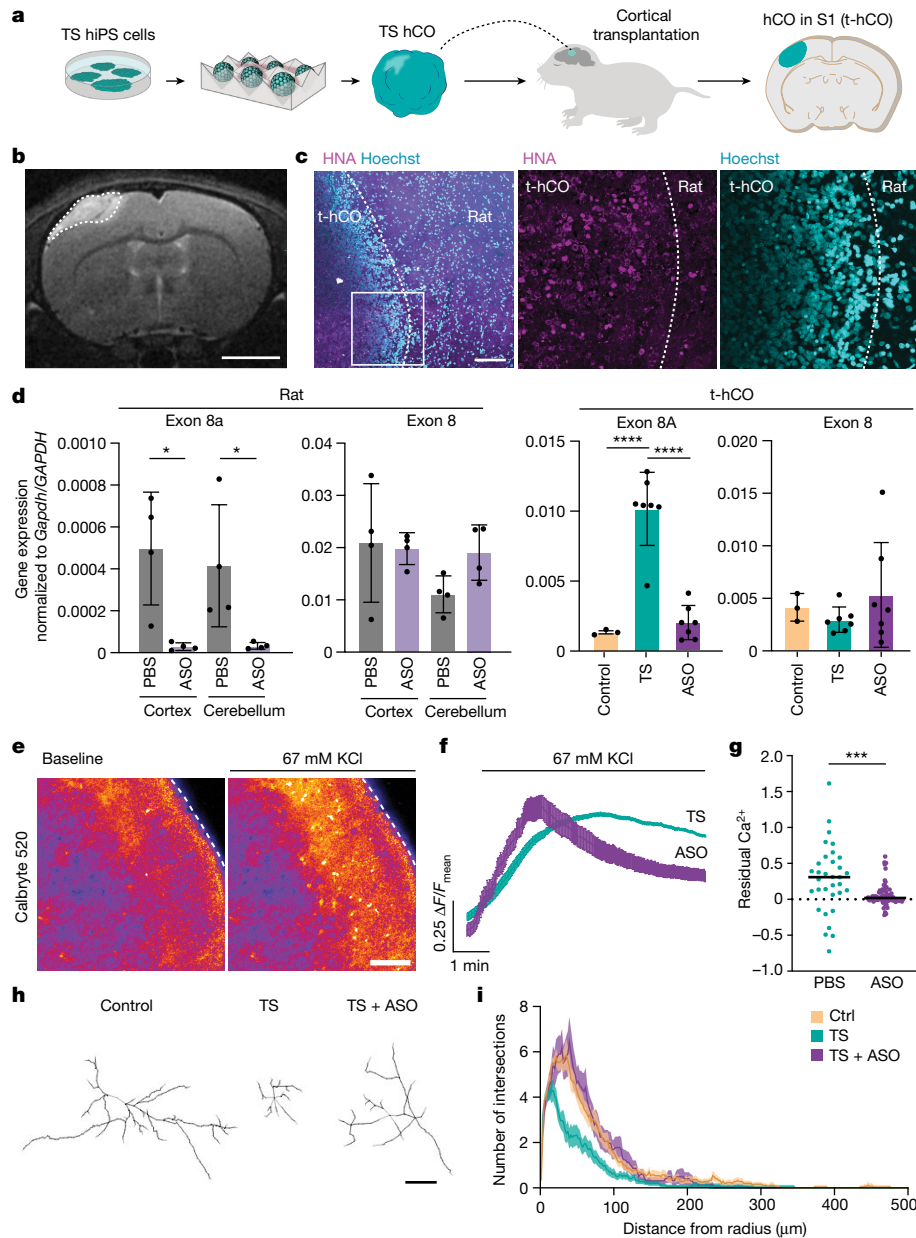 a
TS hiPS cells
TS hCO
Cortical
transplantation
hCO in S1 (t-hCO)
b
c
HNA Hoechst
HNA
Hoechst
t-hCO
Rat
t-hCO
Rat
t-hCO
Rat
d
Rat
t-hCO
Exon 8a
Exon 8
Exon 8A
Exon 8
Gene expression
normalized to Gapdh/GAPDH
0.0010
0.0008
0.0006
0.0004
0.0002
0
*
*
PBS
ASO
PBS
ASO
Cortex
Cerebellum
0.04
0.03
0.02
0.01
0
PBS
ASO
PBS
ASO
Cortex
Cerebellum
0.015
0.010
0.005
0
****
****
Control
TS
ASO
0.020
0.015
0.010
0.005
0
Control
TS
ASO
e
Baseline
67 mM KCl
Calbryte 520
f
67 mM KCl
TS
ASO
0.25 ΔF/Fmean
1 min
g
***
Residual Ca2+
2.0
1.5
1.0
0.5
0
−0.5
−1.0
PBS
ASO
h
Control
TS
TS + ASO
i
Number of intersections
8
6
4
2
0
0
100
200
300
400
500
Distance from radius (μm)
Ctrl
TS
TS + ASO